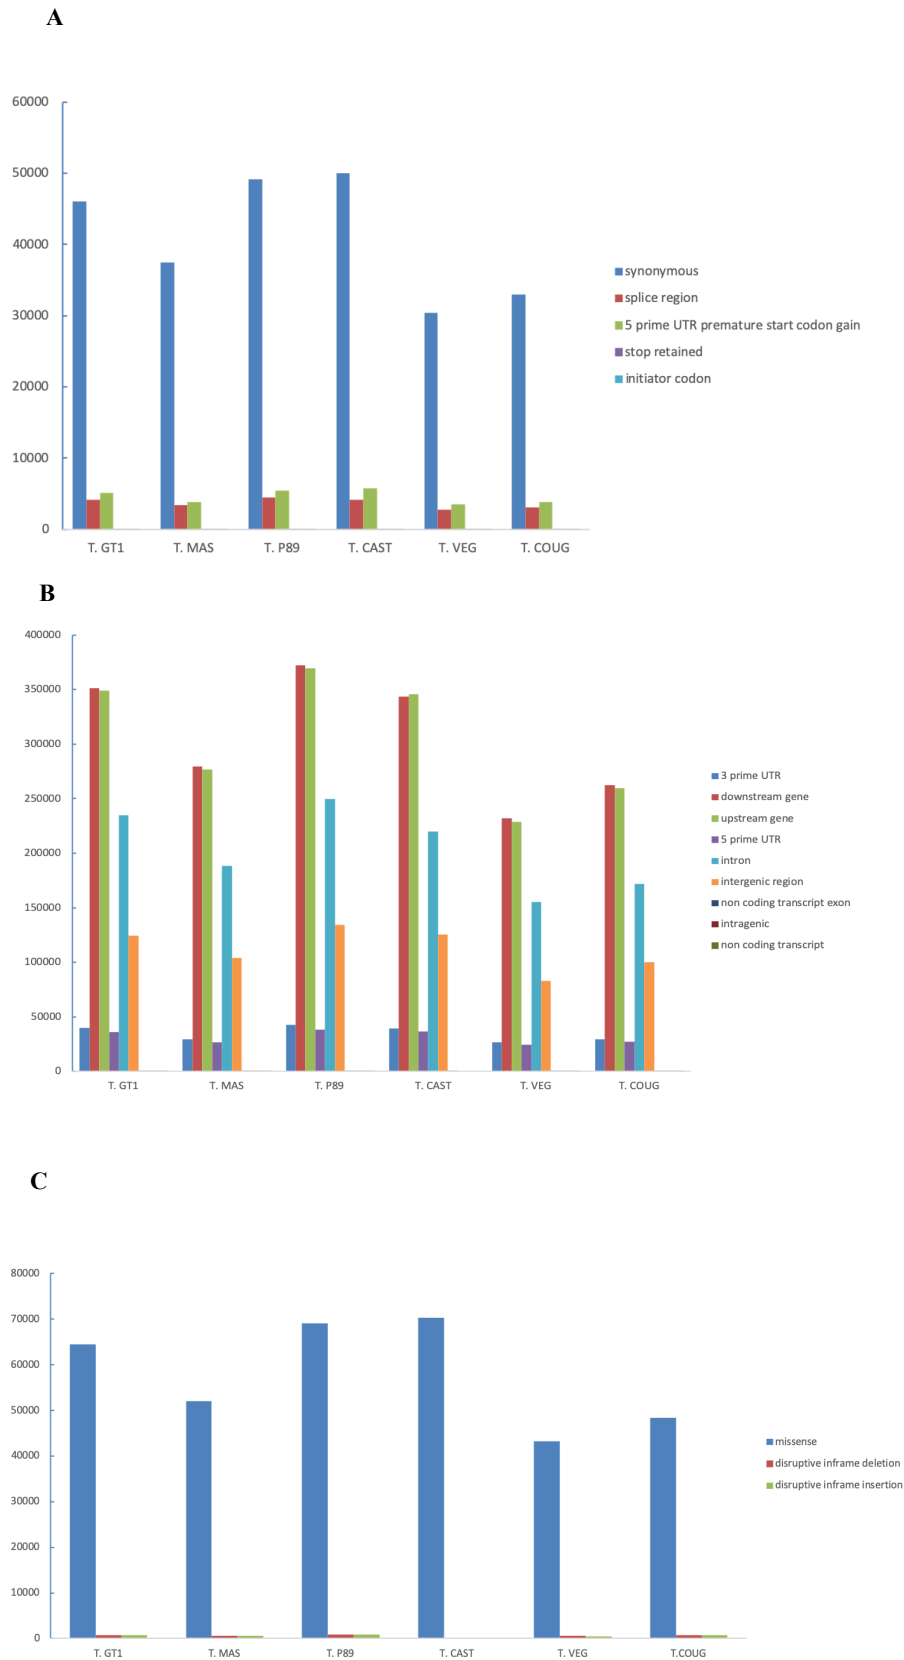 A
60000
50000
40000
30000
20000
10000
0
T. GT1 T. MAS T. P89 T. CAST T. VEG T. COUG
synonymous
splice region
5 prime UTR premature start codon gain
stop retained
initiator codon
B
400000
350000
300000
250000
200000
150000
100000
50000
0
T. GT1 T. MAS T. P89 T. CAST T. VEG T. COUG
3 prime UTR
downstream gene
upstream gene
5 prime UTR
intron
intergenic region
non coding transcript exon
intragenic
non coding transcript
C
80000
70000
60000
50000
40000
30000
20000
10000
0
T. GT1 T. MAS T. P89 T. CAST T. VEG T.COUG
missense
disruptive inframe deletion
disruptive inframe insertion